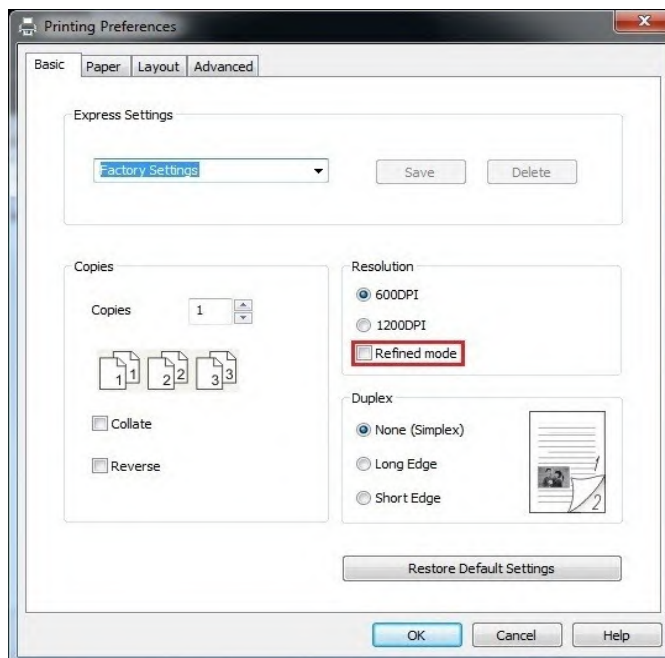 Printing Preferences
Basic Paper Layout Advanced
Express Settings
Factory Settings
Save Delete
Copies
Copies 1
1 1 2 2 3 3
Collate
Reverse
Resolution
600DPI
1200DPI
Refined mode
Duplex
None (Simplex)
Long Edge
Short Edge
1
2
Restore Default Settings
OK Cancel Help